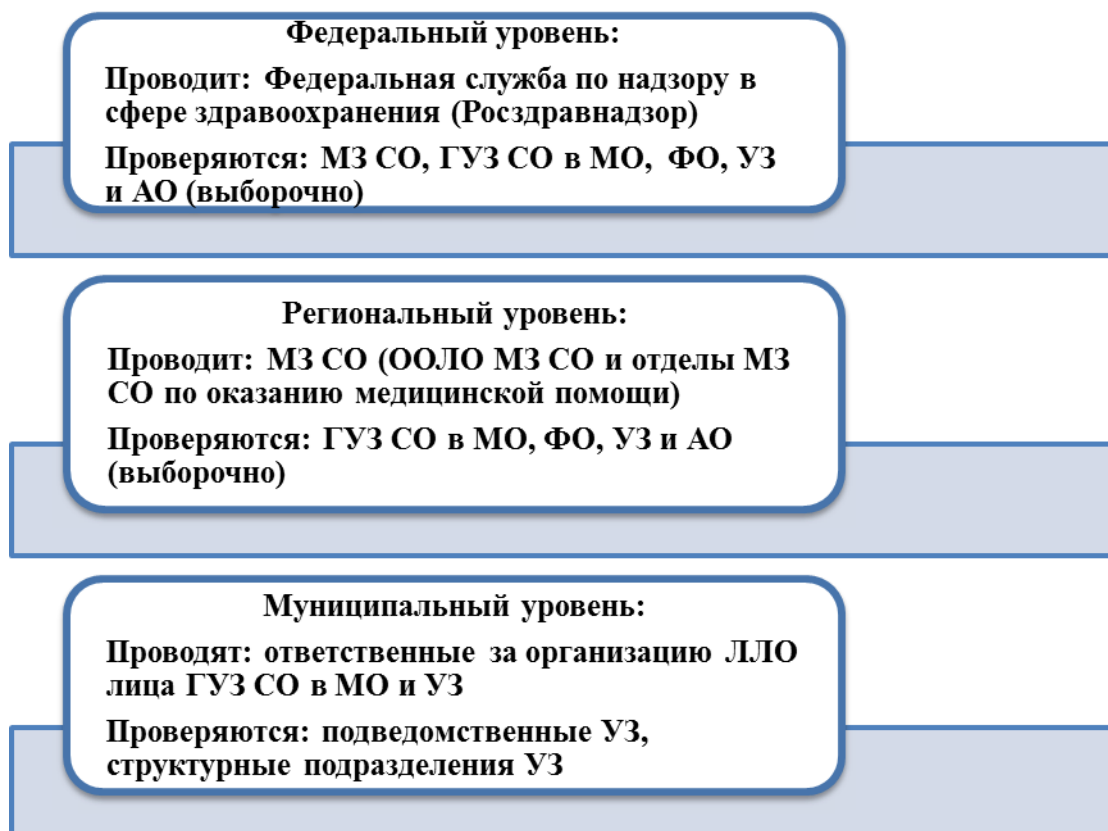 Федеральный уровень:
Проводит: Федеральная служба по надзору в
сфере здравоохранения (Росздравнадзор)
Проверяются: МЗ СО, ГУЗ СО в МО, ФО, УЗ
и АО (выборочно)
Региональный уровень:
Проводит: МЗ СО (ООЛО МЗ СО и отделы МЗ
СО по оказанию медицинской помощи)
Проверяются: ГУЗ СО в МО, ФО, УЗ и АО
(выборочно)
Муниципальный уровень:
Проводят: ответственные за организацию ЛЛО
лица ГУЗ СО в МО и УЗ
Проверяются: подведомственные УЗ,
структурные подразделения УЗ